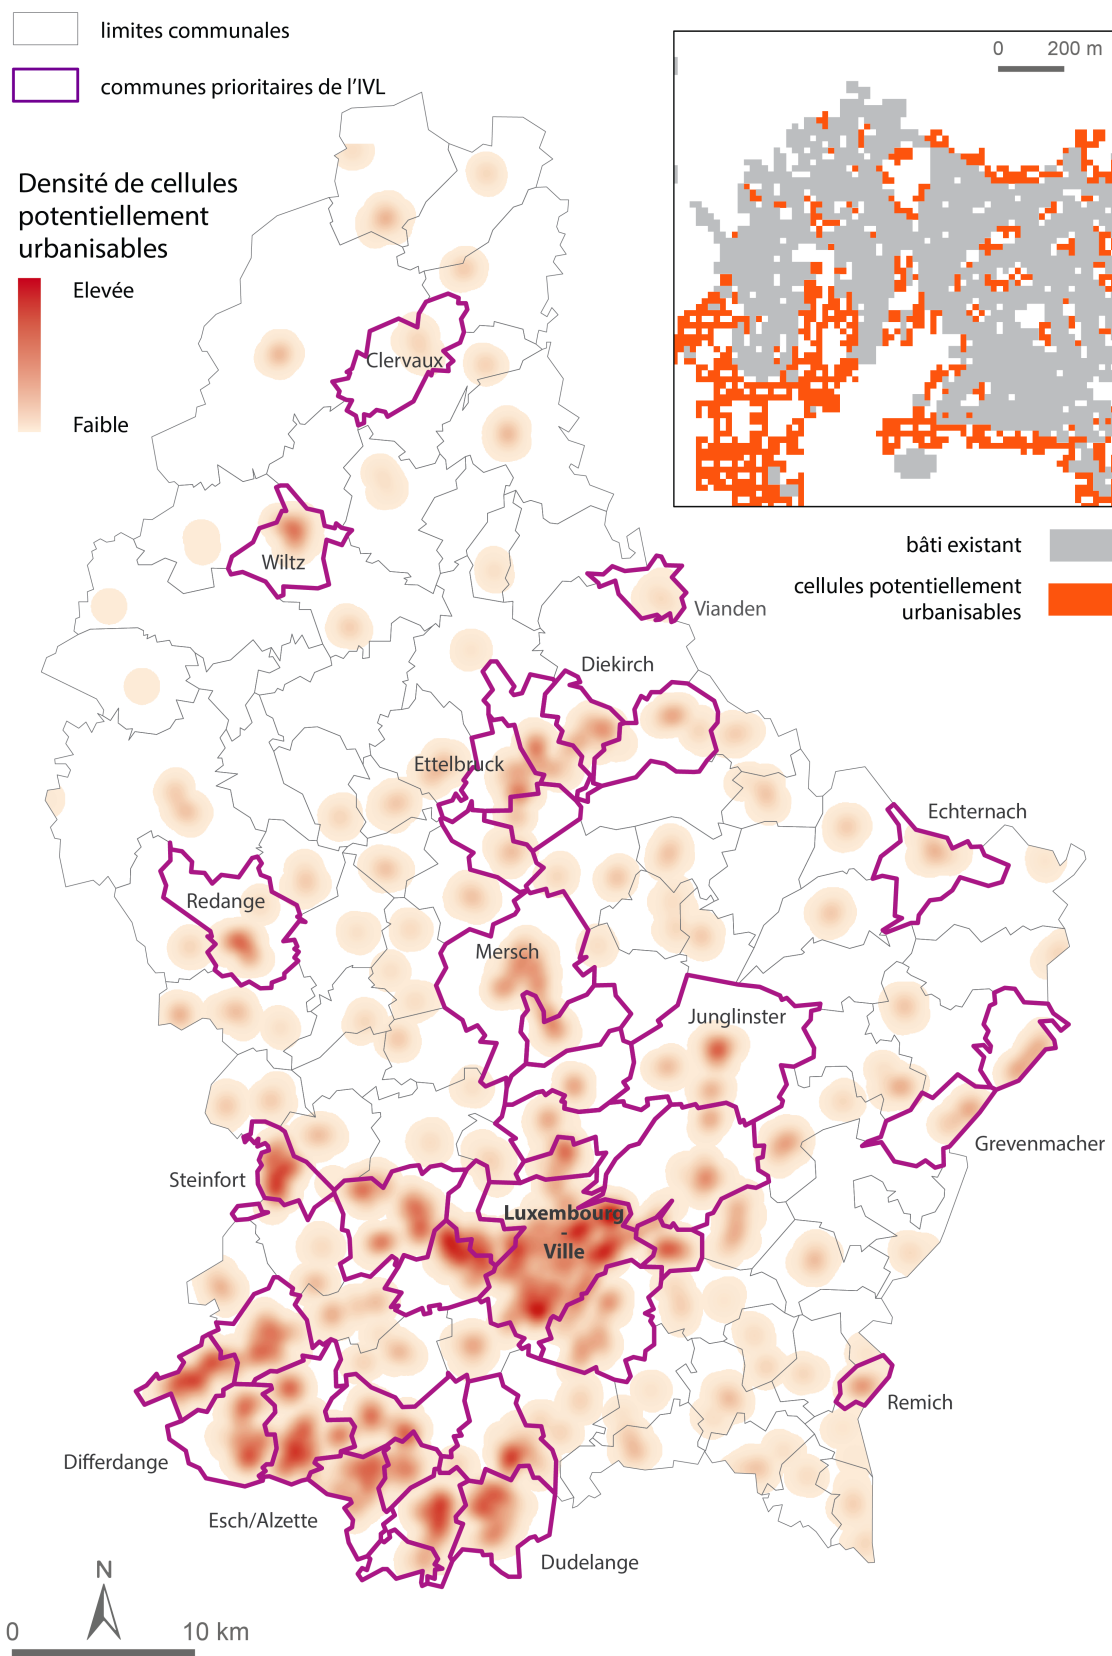 limites communales
communes prioritaires de l'IVL
0 200 m
Densité de cellules
potentiellement
urbanisables
Elevée
Faible
Clervaux
bâti existant
cellules potentiellement
urbanisables
Wiltz
Vianden
Diekirch
Ettelbruck
Echternach
Redange
Mersch
Junglinster
Grevenmacher
Steinfort
Luxembourg
-
Ville
Remich
Differdange
Esch/Alzette
Dudelange
N
0 10 km